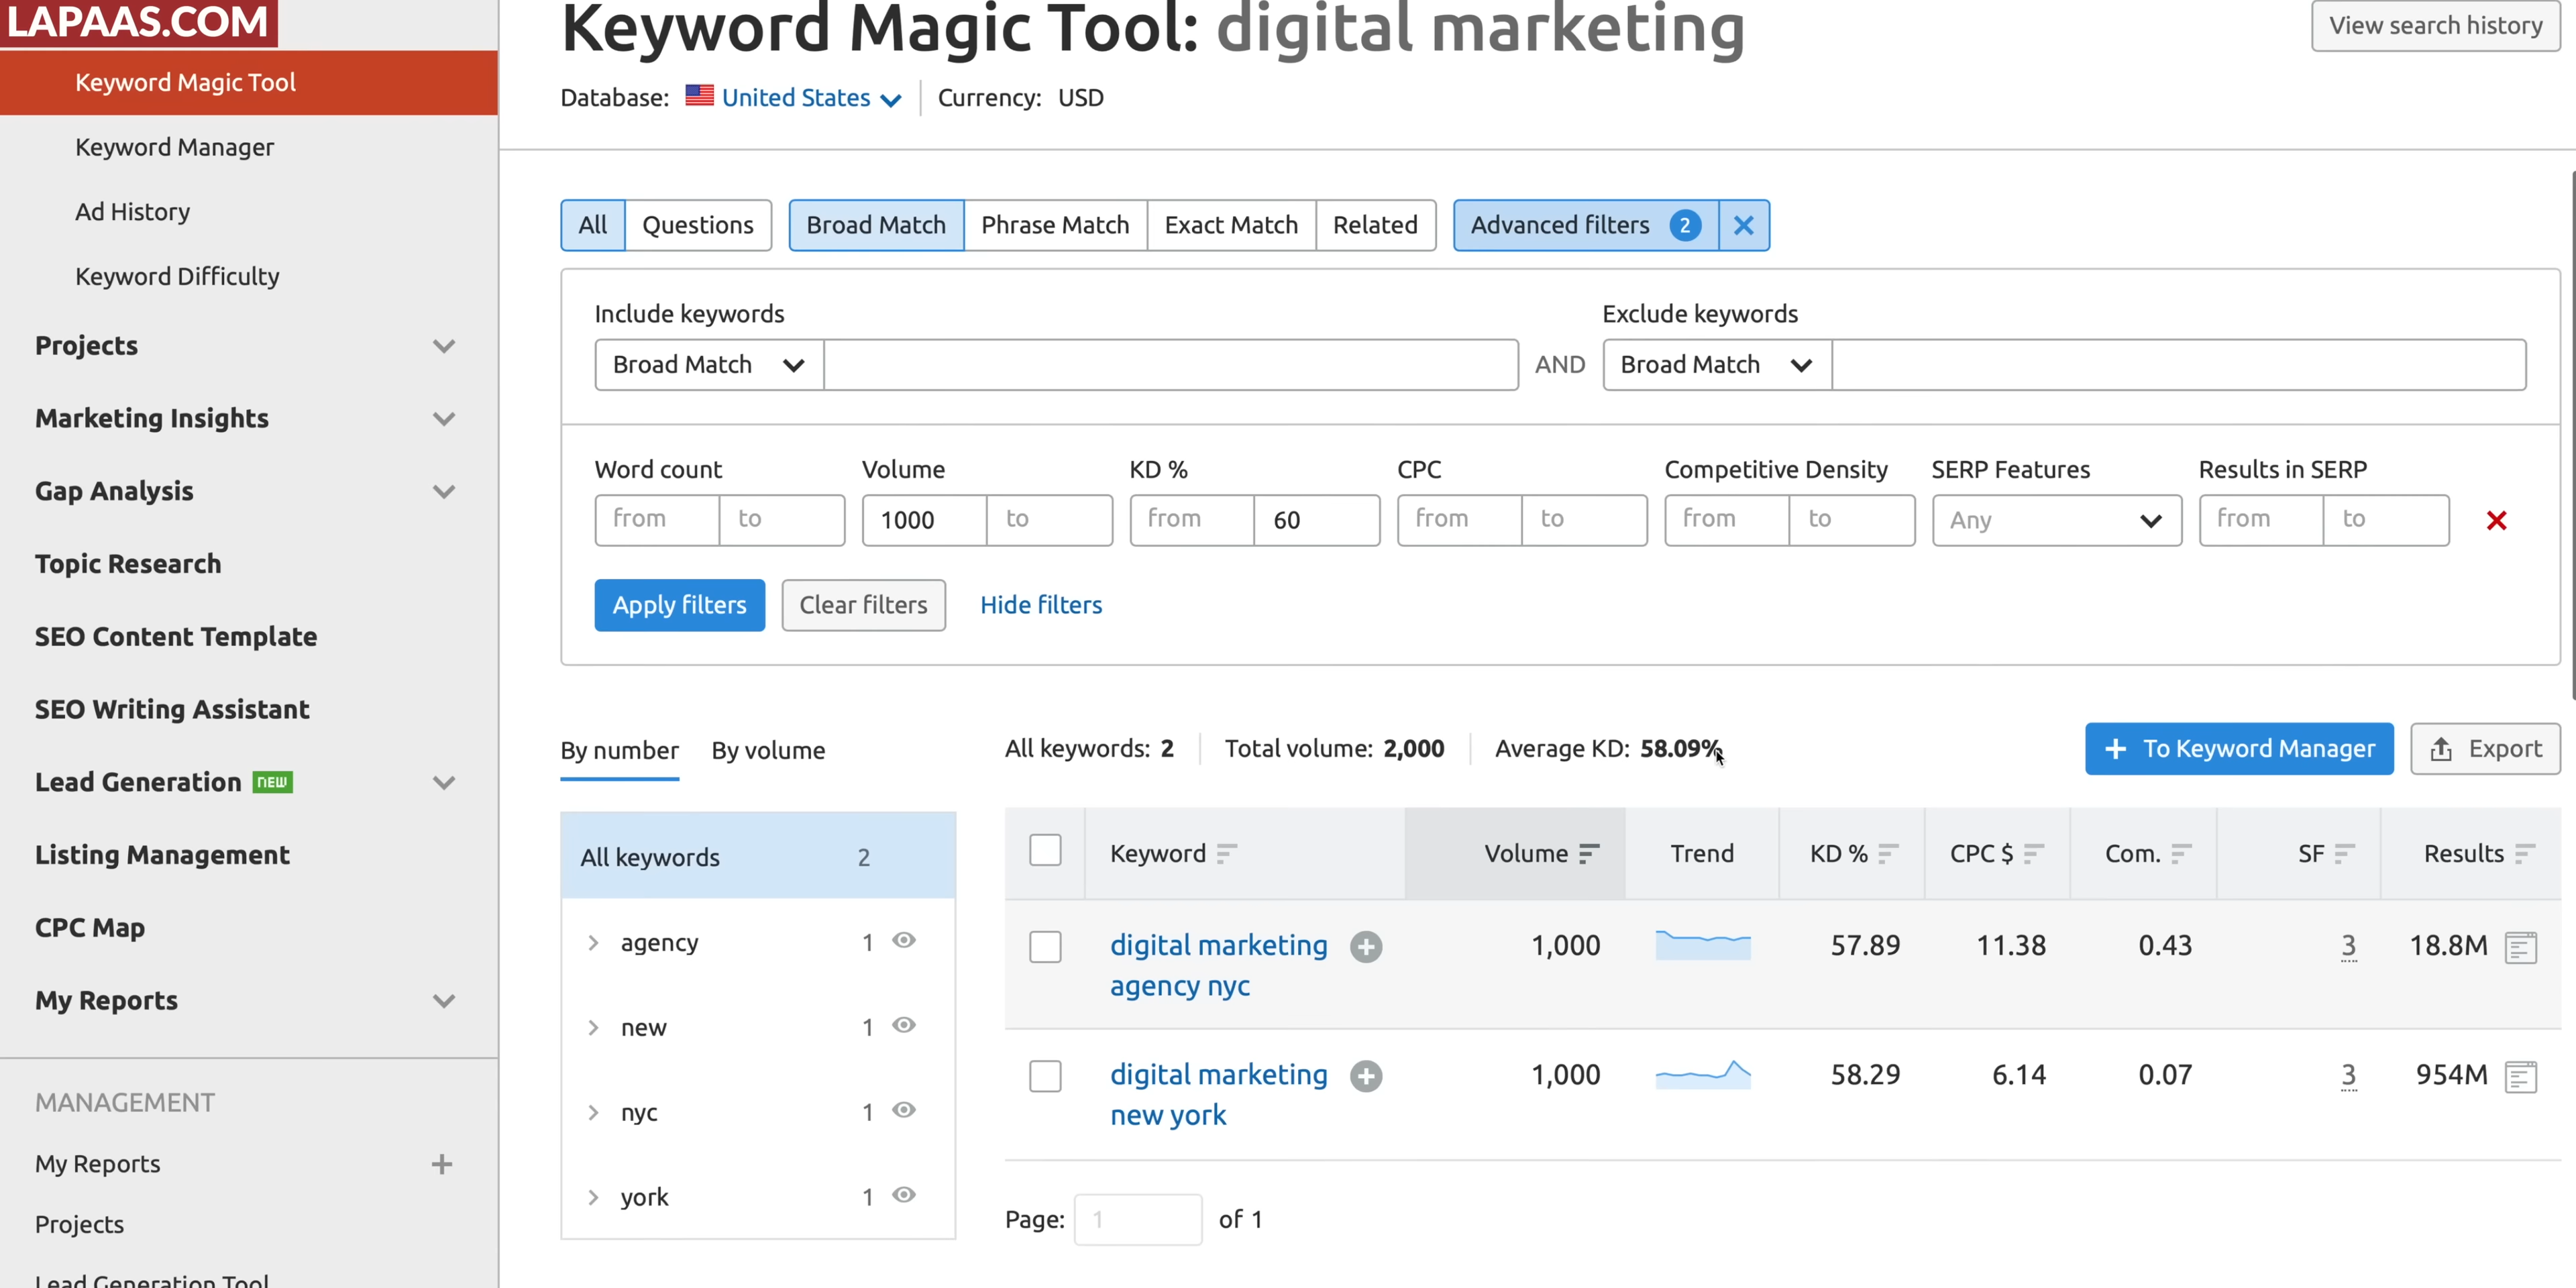 LAPAAS.COM
Keyword Magic Tool
Keyword Manager
Ad History
Keyword Difficulty
Projects
Marketing Insights
Gap Analysis
Topic Research
SEO Content Template
SEO Writing Assistant
Lead Generation NEW
Listing Management
CPC Map
My Reports
MANAGEMENT
My Reports +
Projects
Lead Generation Tool
Keyword Magic Tool: digital marketing
View search history
Database: United States Currency: USD
All Questions Broad Match Phrase Match Exact Match Related Advanced filters 2
Include keywords Exclude keywords
Broad Match AND Broad Match
Word count Volume KD % CPC Competitive Density SERP Features Results in SERP
from to 1000 to from 60 from to from to Any from to
Apply filters Clear filters Hide filters
By number By volume
All keywords 2
agency 1
new 1
nyc 1
york 1
All keywords: 2 Total volume: 2,000 Average KD: 58.09%
+ To Keyword Manager Export
Keyword Volume Trend KD % CPC $ Com. SF Results
digital marketing 1,000 57.89 11.38 0.43 3 18.8M
agency nyc
digital marketing 1,000 58.29 6.14 0.07 3 954M
new york
Page: 1 of 1